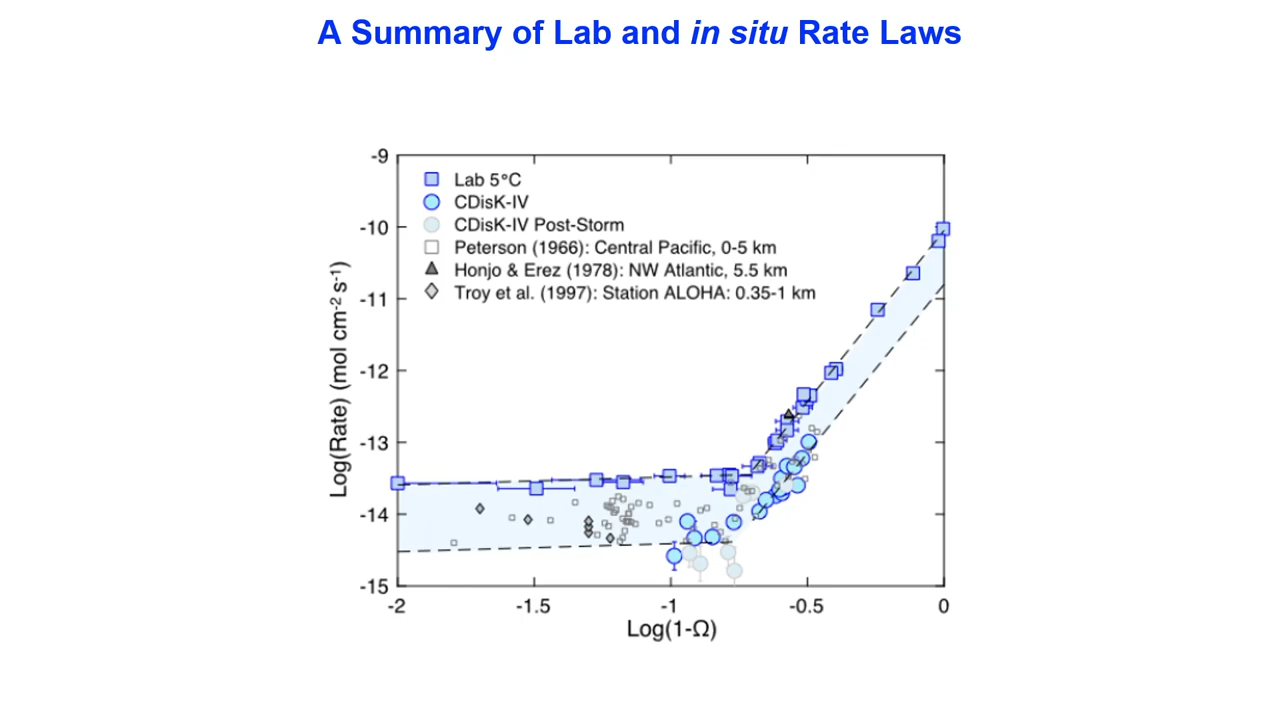 A Summary of Lab and in situ Rate Laws
-9
Lab 5°C
CDisK-IV
-10
CDisK-IV Post-Storm
Peterson (1966): Central Pacific, 0-5 km
Honjo & Erez (1978): NW Atlantic, 5.5 km
Troy et al. (1997): Station ALOHA: 0.35-1 km
-11
-12
-13
-14
-15
Log(Rate) (mol cm-2 s-1)
-2 -1.5 -1 -0.5 0
Log(1-Ω)